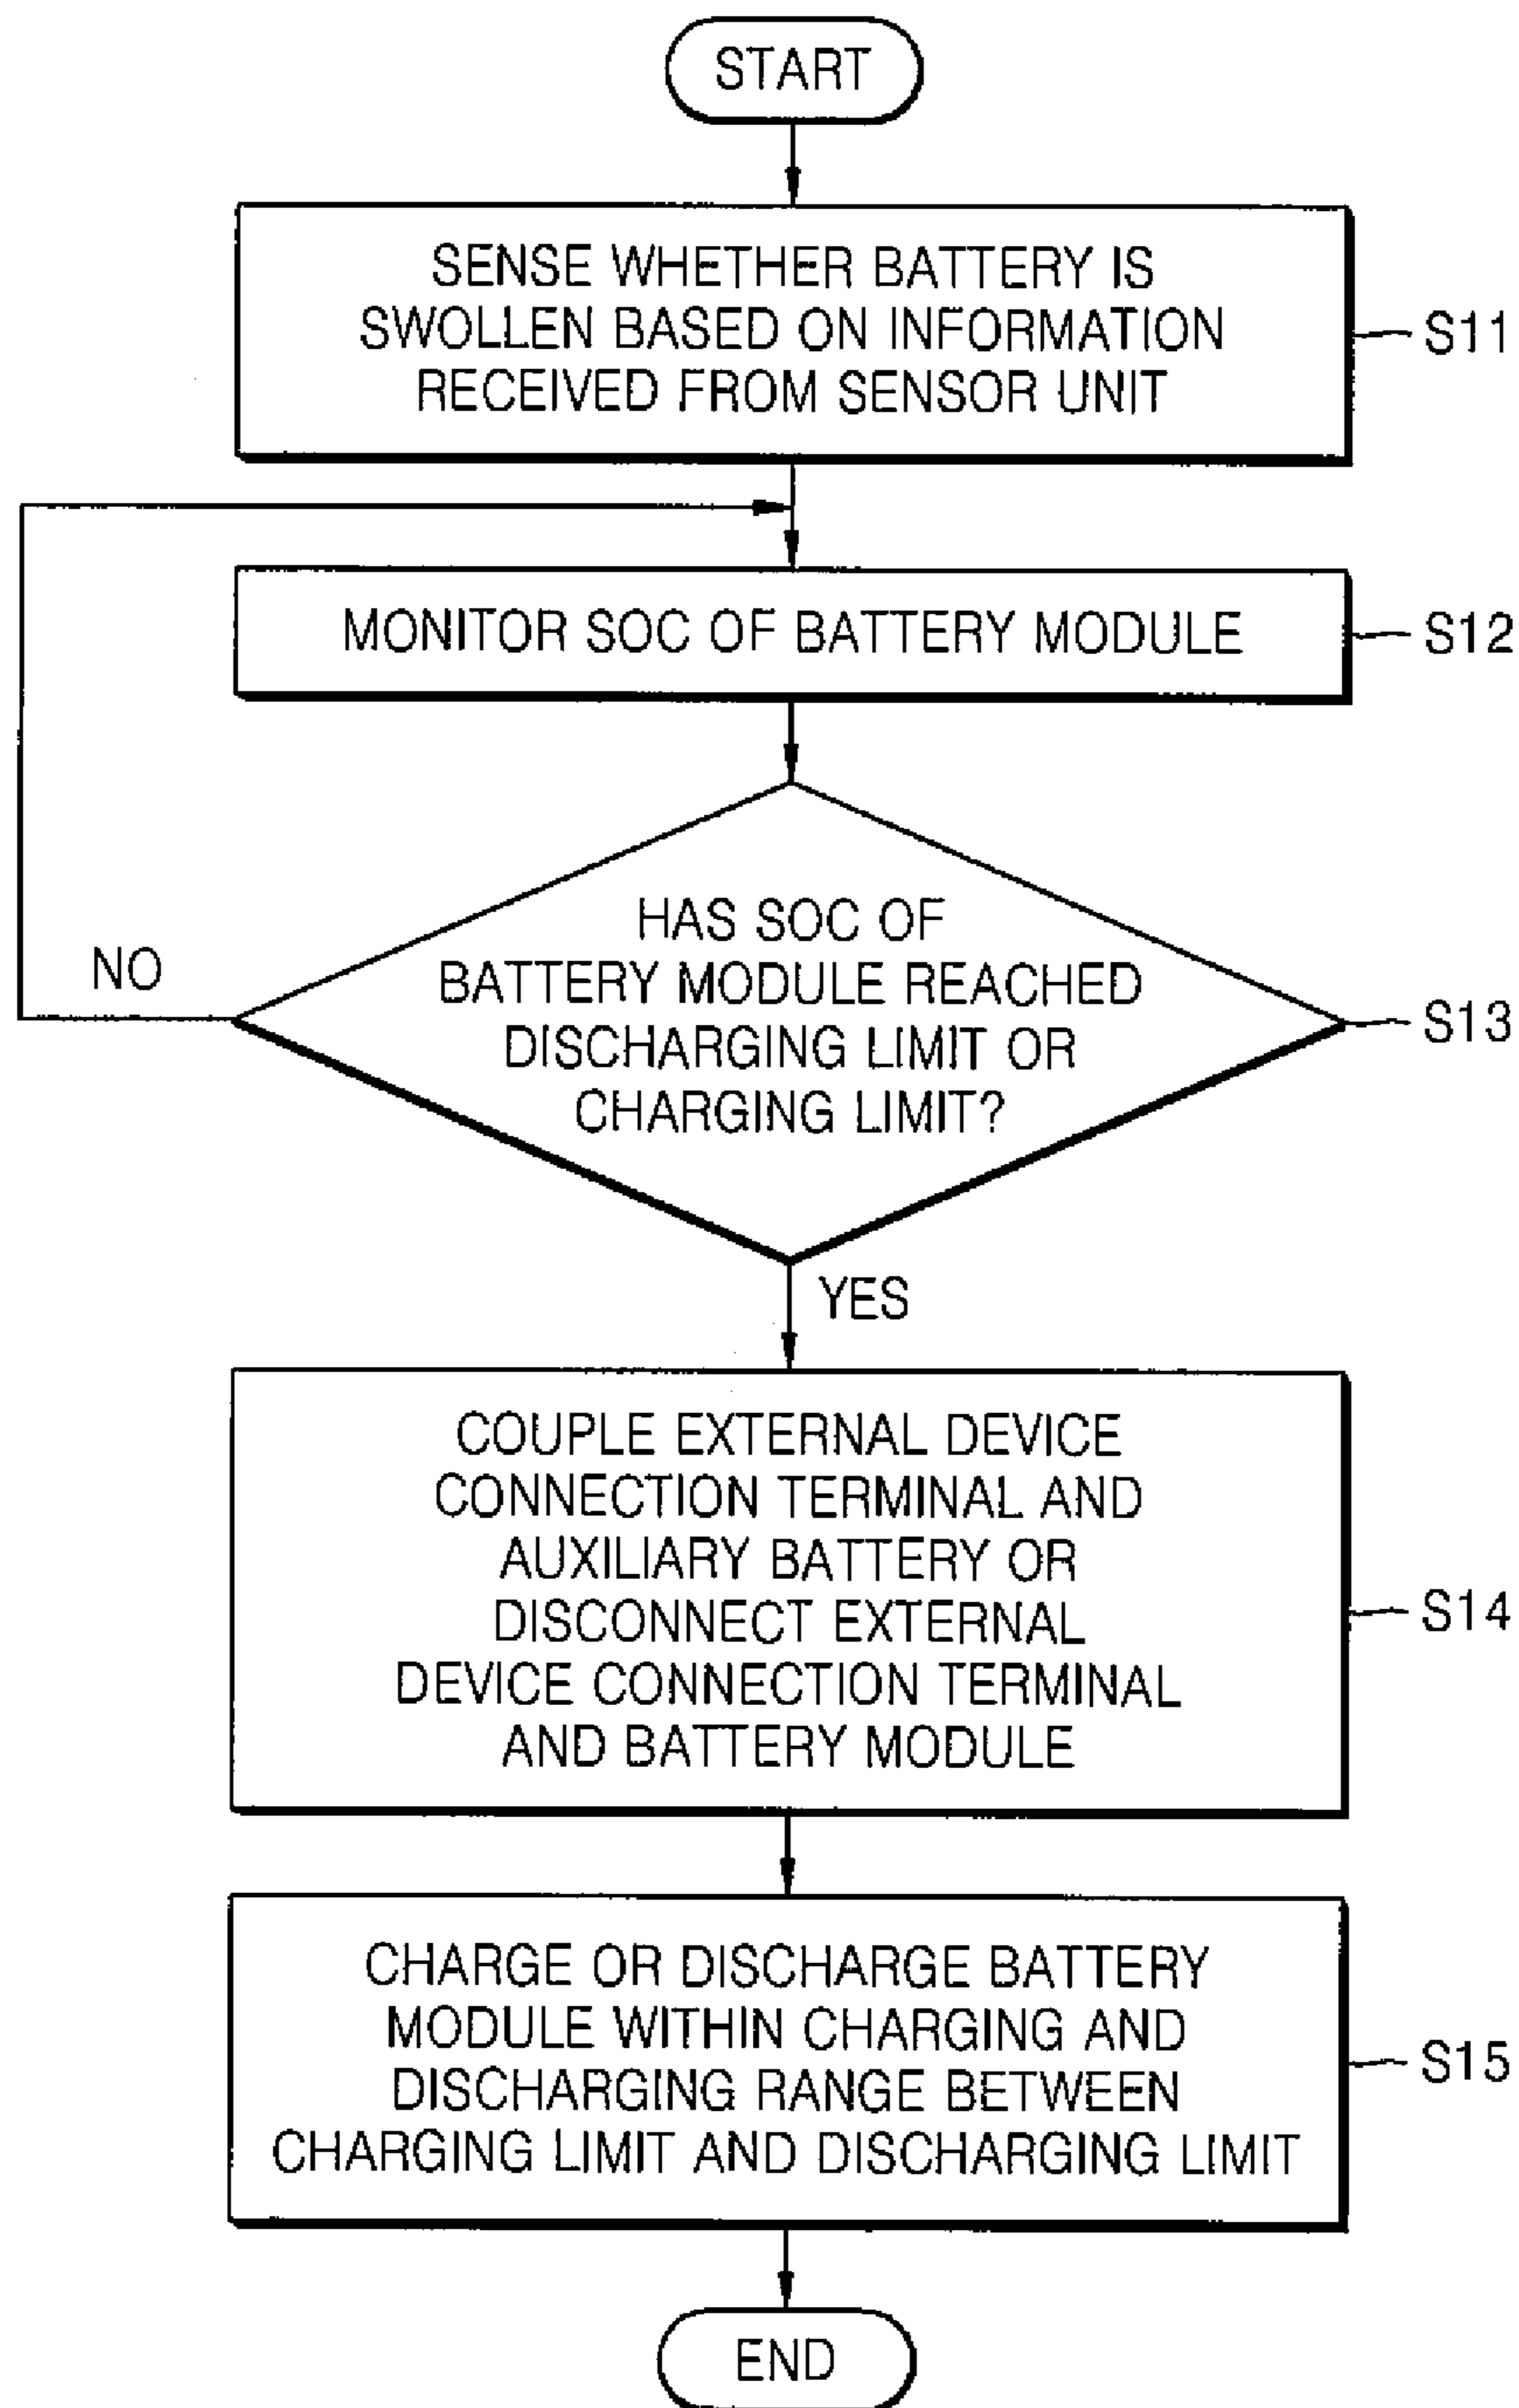 START
SENSE WHETHER BATTERY IS
SWOLLEN BASED ON INFORMATION
RECEIVED FROM SENSOR UNIT
S11
MONITOR SOC OF BATTERY MODULE
S12
HAS SOC OF
BATTERY MODULE REACHED
DISCHARGING LIMIT OR
CHARGING LIMIT?
S13
NO
YES
COUPLE EXTERNAL DEVICE
CONNECTION TERMINAL AND
AUXILIARY BATTERY OR
DISCONNECT EXTERNAL
DEVICE CONNECTION TERMINAL
AND BATTERY MODULE
S14
CHARGE OR DISCHARGE BATTERY
MODULE WITHIN CHARGING AND
DISCHARGING RANGE BETWEEN
CHARGING LIMIT AND DISCHARGING LIMIT
S15
END